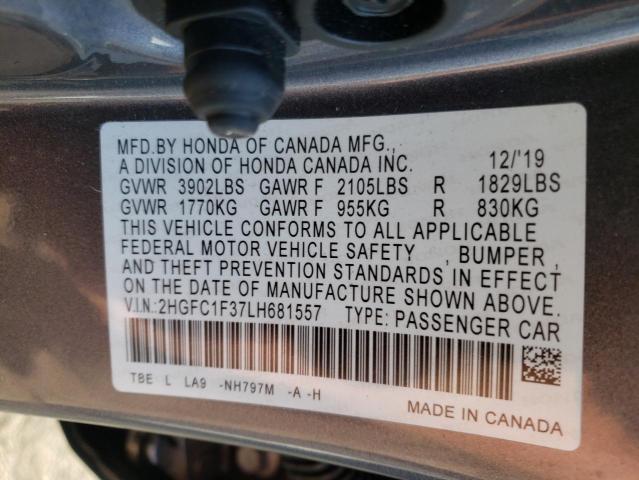 MFD.BY HONDA OF CANADA MFG.,
A DIVISION OF HONDA CANADA INC. 12/'19
GVWR 3902LBS GAWR F 2105LBS R 1829LBS
GVWR 1770KG GAWR F 955KG R 830KG
THIS VEHICLE CONFORMS TO ALL APPLICABLE
FEDERAL MOTOR VEHICLE SAFETY , BUMPER ,
AND THEFT PREVENTION STANDARDS IN EFFECT
ON THE DATE OF MANUFACTURE SHOWN ABOVE.
V.I.N.:2HGFC1F37LH681557 TYPE: PASSENGER CAR
TBE L LA9 -NH797M -A -H
MADE IN CANADA